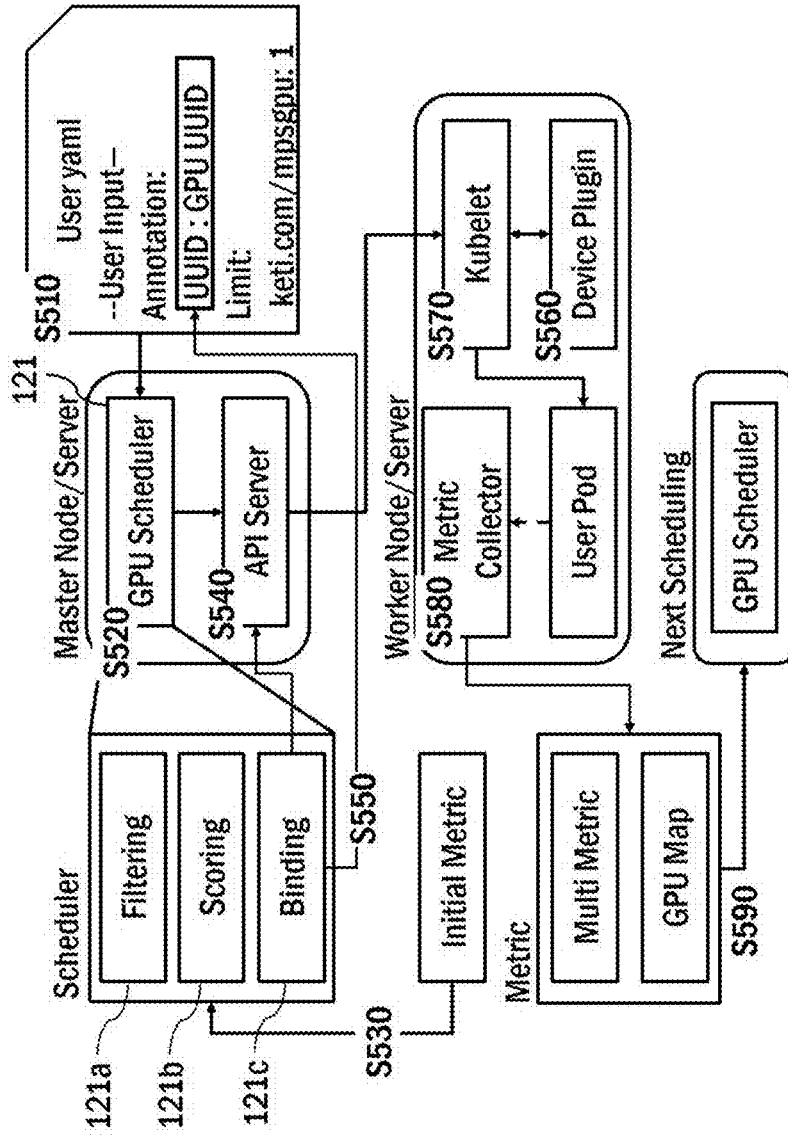 Scheduler
121a
Filtering
121b
Scoring
121c
Binding
S530
S550
Initial Metric
Metric
Multi Metric
GPU Map
S590
Master Node/Server
121
S520
GPU Scheduler
S540
API Server
S510
User yaml
--User Input--
Annotation:
UUID : GPU UUID
Limit:
keti.com/mpsgpu: 1
Worker Node/Server
S580
Metric
Collector
User Pod
S570
Kubelet
S560
Device Plugin
Next Scheduling
GPU Scheduler